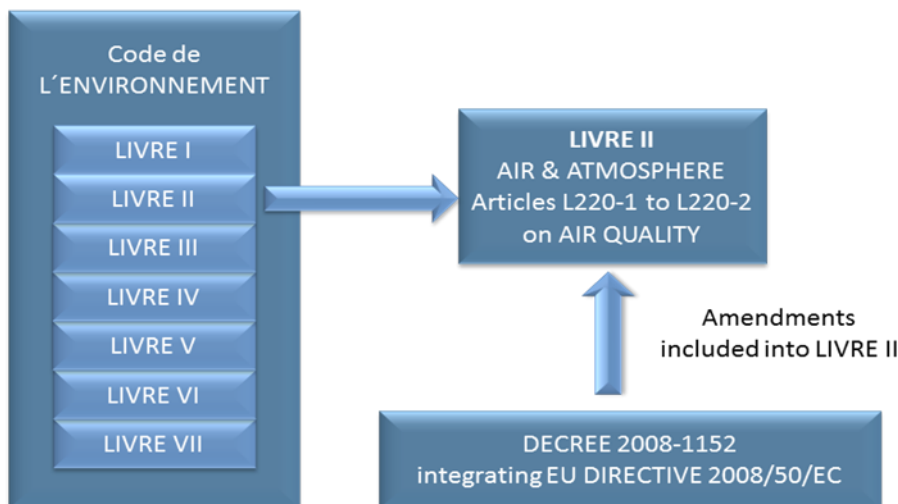 Code de
L´ENVIRONNEMENT
LIVRE I
LIVRE II
LIVRE III
LIVRE IV
LIVRE V
LIVRE VI
LIVRE VII
LIVRE II
AIR & ATMOSPHERE
Articles L220-1 to L220-2
on AIR QUALITY
Amendments
included into LIVRE II
DECREE 2008-1152
integrating EU DIRECTIVE 2008/50/EC